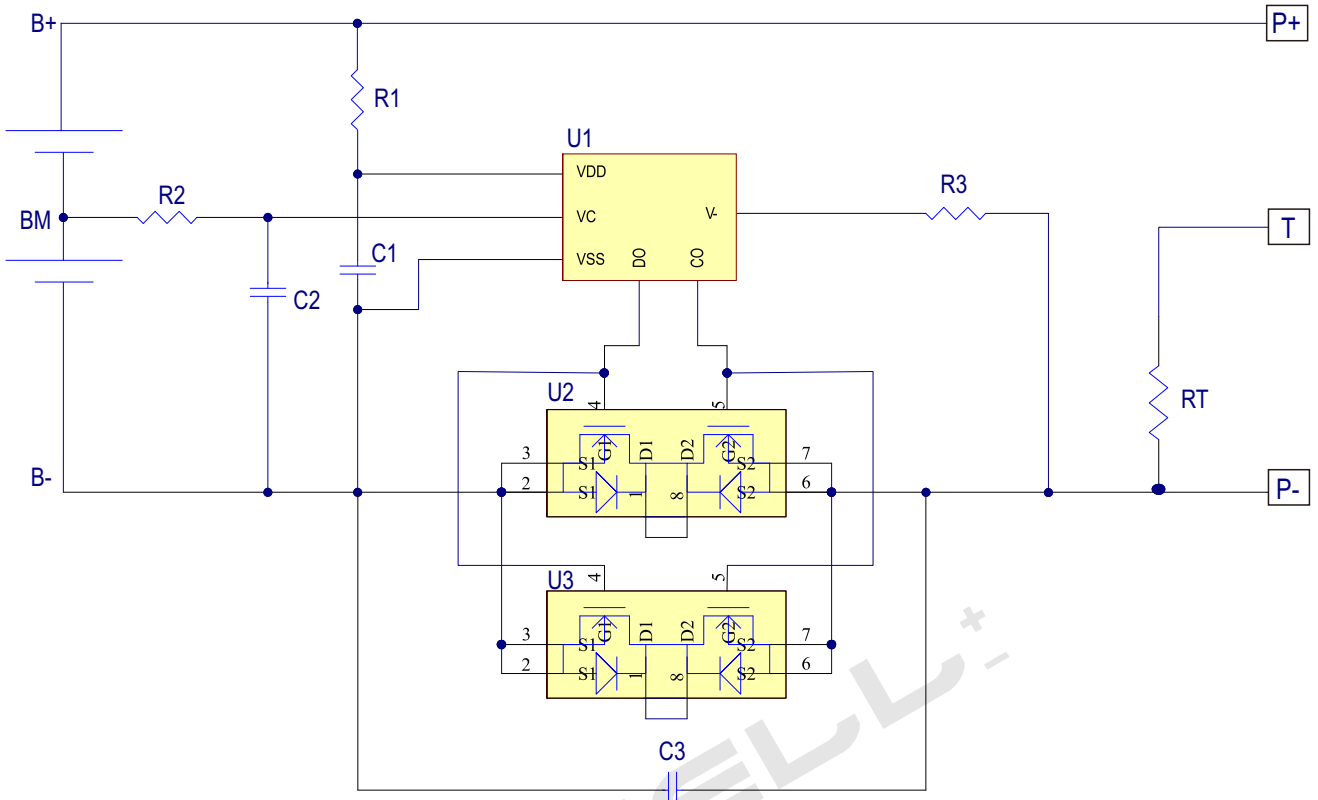 B+
P+
R1
U1
VDD
R2
R3
BM
VC
V-
T
C1
VSS
DO
CO
C2
U2
4
5
RT
3
S1
G1
D1
D2
G2
S2
7
B-
2
S1
1
8
S2
6
P-
U3
4
5
3
S1
G1
D1
D2
G2
S2
7
2
S1
1
8
S2
6
C3
ELL+-